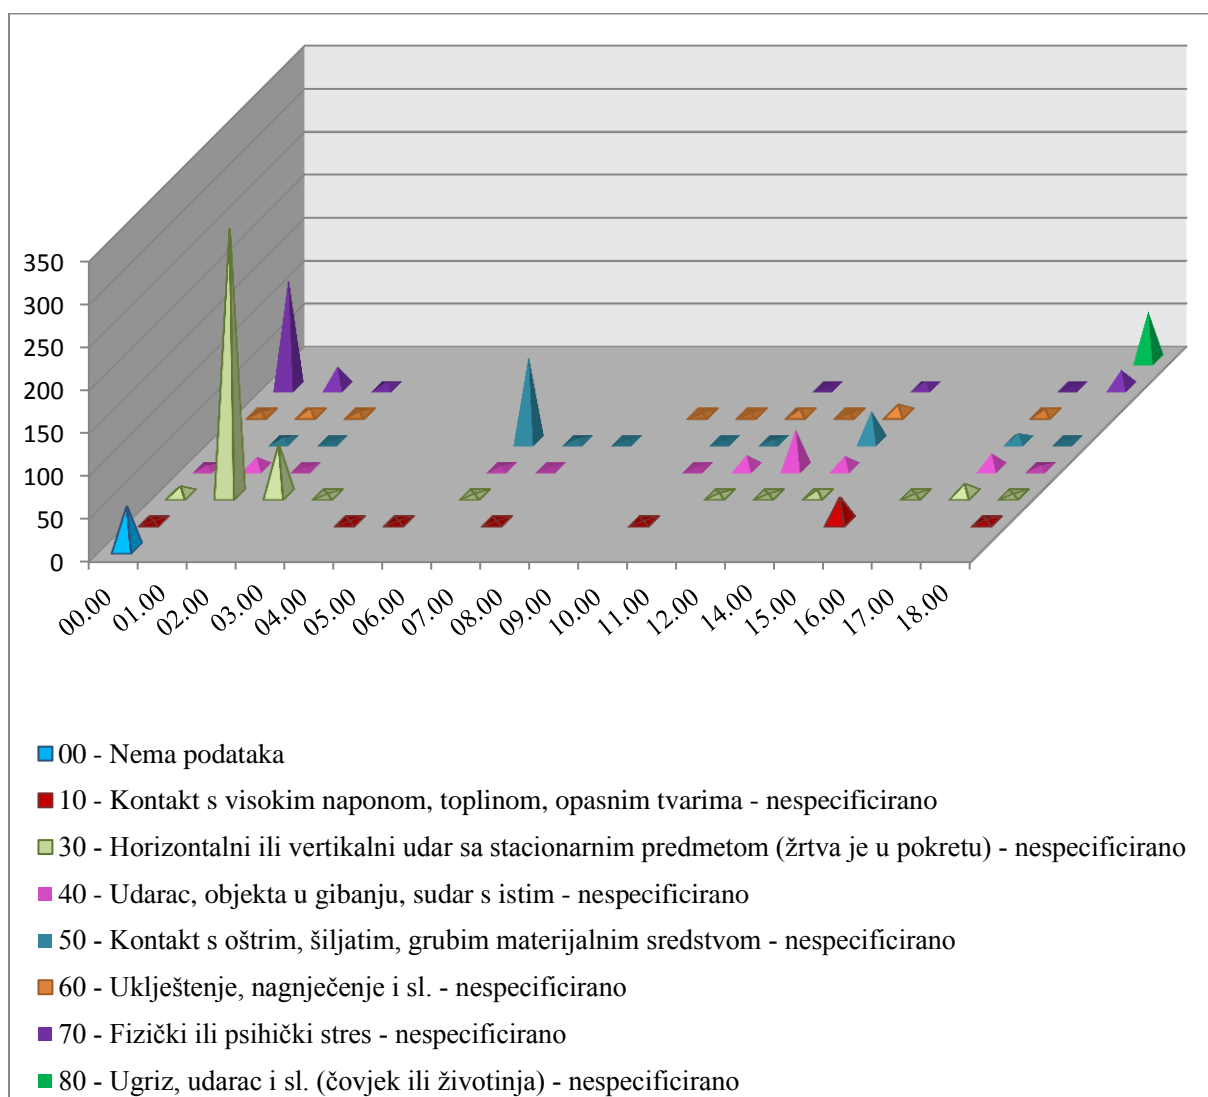 350
300
250
200
150
100
50
0
00.00 01.00 02.00 03.00 04.00 05.00 06.00 07.00 08.00 09.00 10.00 11.00 12.00 14.00 15.00 16.00 17.00 18.00
00 - Nema podataka
10 - Kontakt s visokim naponom, toplinom, opasnim tvarima - nespecificirano
30 - Horizontalni ili vertikalni udar sa stacionarnim predmetom (žrtva je u pokretu) - nespecificirano
40 - Udarac, objekta u gibanju, sudar s istim - nespecificirano
50 - Kontakt s oštrim, šiljatim, grubim materijalnim sredstvom - nespecificirano
60 - Uklještenje, nagnječenje i sl. - nespecificirano
70 - Fizički ili psihički stres - nespecificirano
80 - Ugriz, udarac i sl. (čovjek ili životinja) - nespecificirano